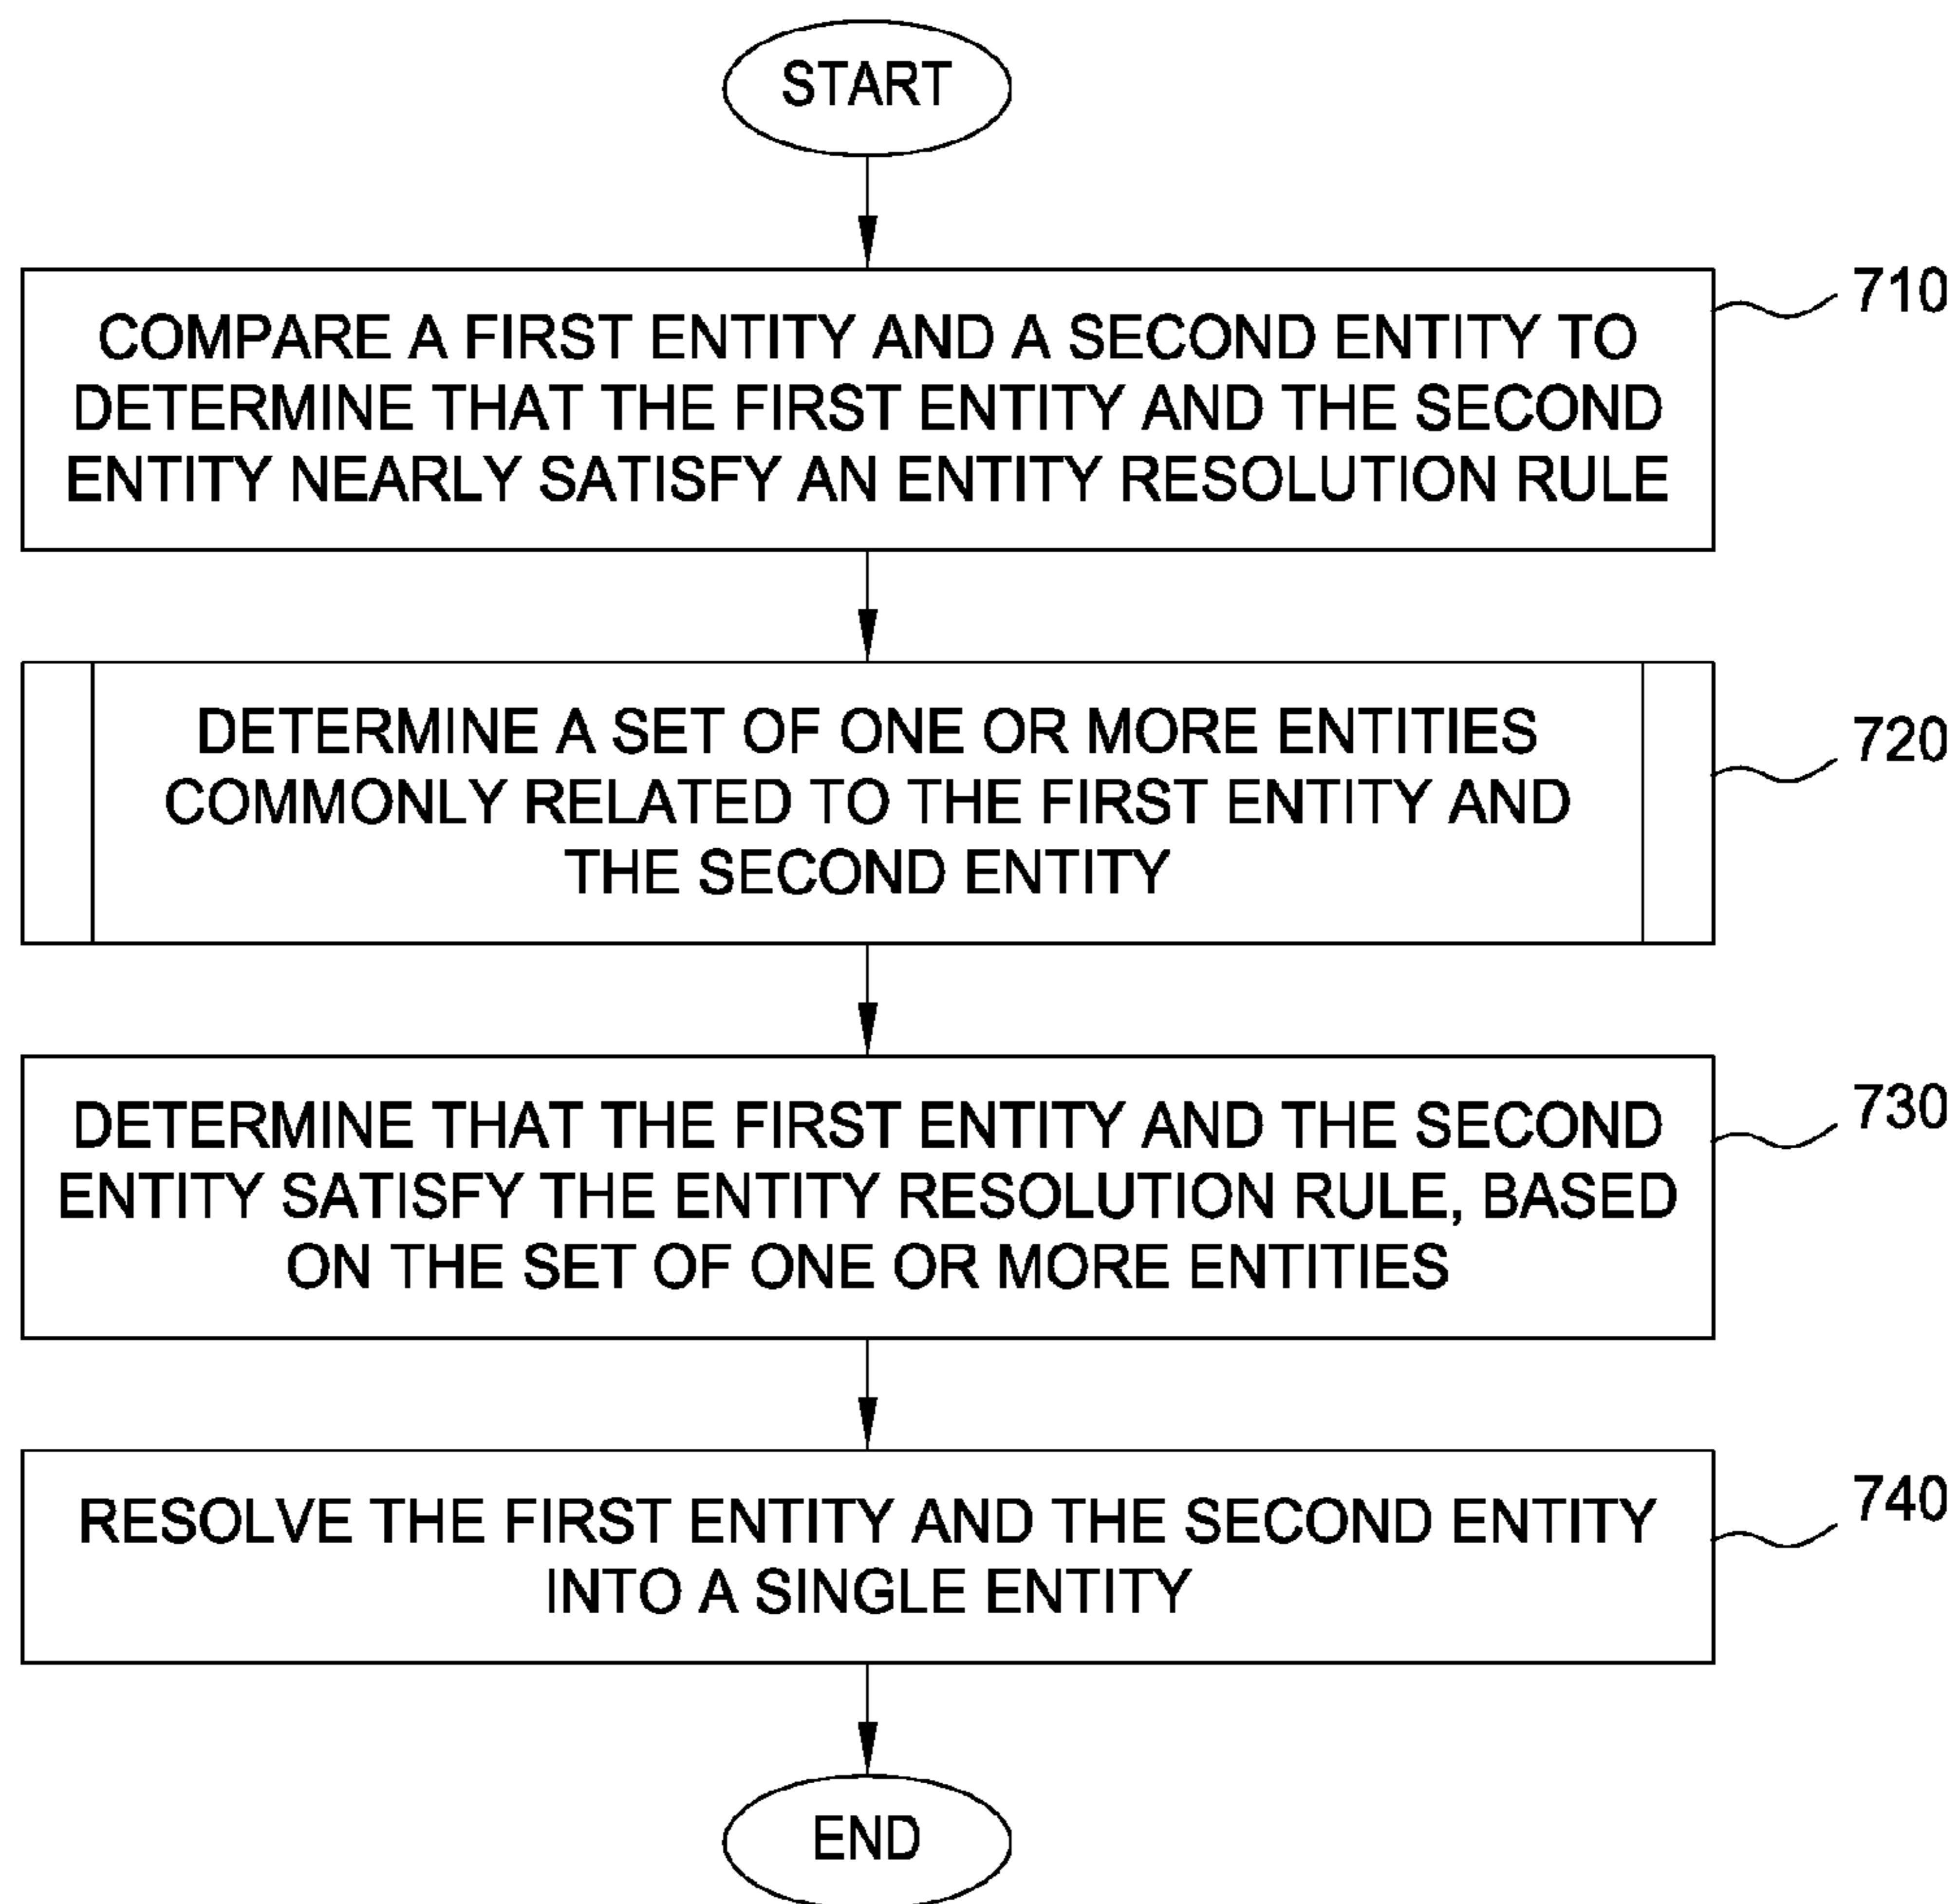 START
COMPARE A FIRST ENTITY AND A SECOND ENTITY TO
DETERMINE THAT THE FIRST ENTITY AND THE SECOND
ENTITY NEARLY SATISFY AN ENTITY RESOLUTION RULE
710
DETERMINE A SET OF ONE OR MORE ENTITIES
COMMONLY RELATED TO THE FIRST ENTITY AND
THE SECOND ENTITY
720
DETERMINE THAT THE FIRST ENTITY AND THE SECOND
ENTITY SATISFY THE ENTITY RESOLUTION RULE, BASED
ON THE SET OF ONE OR MORE ENTITIES
730
RESOLVE THE FIRST ENTITY AND THE SECOND ENTITY
INTO A SINGLE ENTITY
740
END